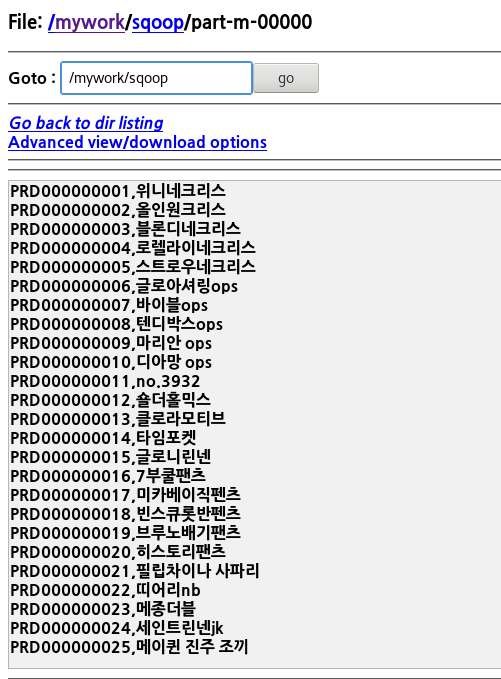 File: /mywork/sqoop/part-m-00000
Goto : /mywork/sqoop go
Go back to dir listing
Advanced view/download options
PRD000000001,위니네크리스
PRD000000002,올인원크리스
PRD000000003,블론디네크리스
PRD000000004,로렐라이네크리스
PRD000000005,스트로우네크리스
PRD000000006,글로아셔링ops
PRD000000007,바이블ops
PRD000000008,텐디박스ops
PRD000000009,마리안 ops
PRD000000010,디아망 ops
PRD000000011,no.3932
PRD000000012,숄더홀믹스
PRD000000013,클로라모티브
PRD000000014,타임포켓
PRD000000015,글로니린넨
PRD000000016,7부쿨팬츠
PRD000000017,미카베이직펜츠
PRD000000018,빈스큐롯반펜츠
PRD000000019,브루노배기팬츠
PRD000000020,히스토리팬츠
PRD000000021,필립차이나 사파리
PRD000000022,띠어리nb
PRD000000023,메종더블
PRD000000024,세인트린넨jk
PRD000000025,메이퀸 진주 조끼